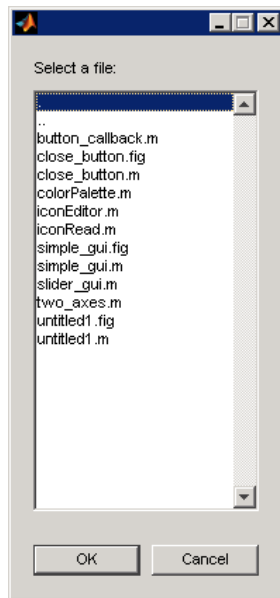 Select a file:
..
button_callback.m
close_button.fig
close_button.m
colorPalette.m
iconEditor.m
iconRead.m
simple_gui.fig
simple_gui.m
slider_gui.m
two_axes.m
untitled1.fig
untitled1.m
OK
Cancel